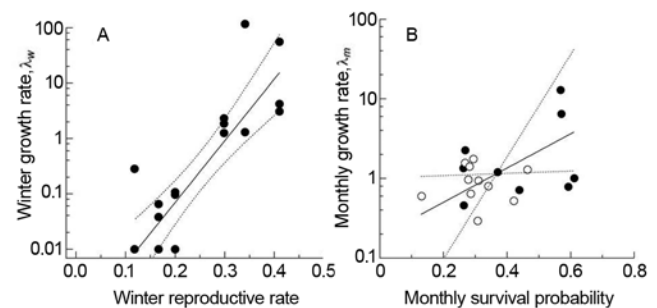 A
Winter growth rate, λw
100
10
1
0.1
0.01
0.0 0.1 0.2 0.3 0.4 0.5
Winter reproductive rate
B
Monthly growth rate, λm
100
10
1
0.1
0.0 0.2 0.4 0.6 0.8
Monthly survival probability